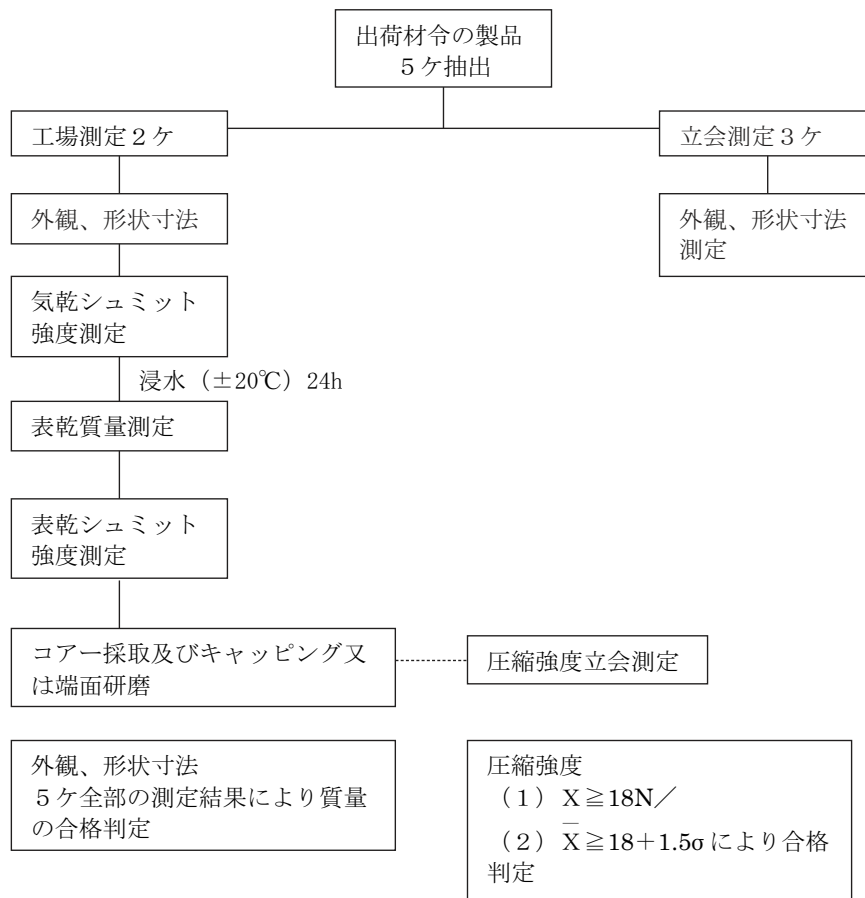 出荷材令の製品
５ケ抽出
工場測定２ケ
立会測定３ケ
外観、形状寸法
外観、形状寸法
測定
気乾シュミット
強度測定
浸水（±20℃）24h
表乾質量測定
表乾シュミット
強度測定
コアー採取及びキャッピング又
は端面研磨
圧縮強度立会測定
外観、形状寸法
５ケ全部の測定結果により質量
の合格判定
圧縮強度
（１）X≧18N／
（２）X̄≧18＋1.5σにより合格
判定